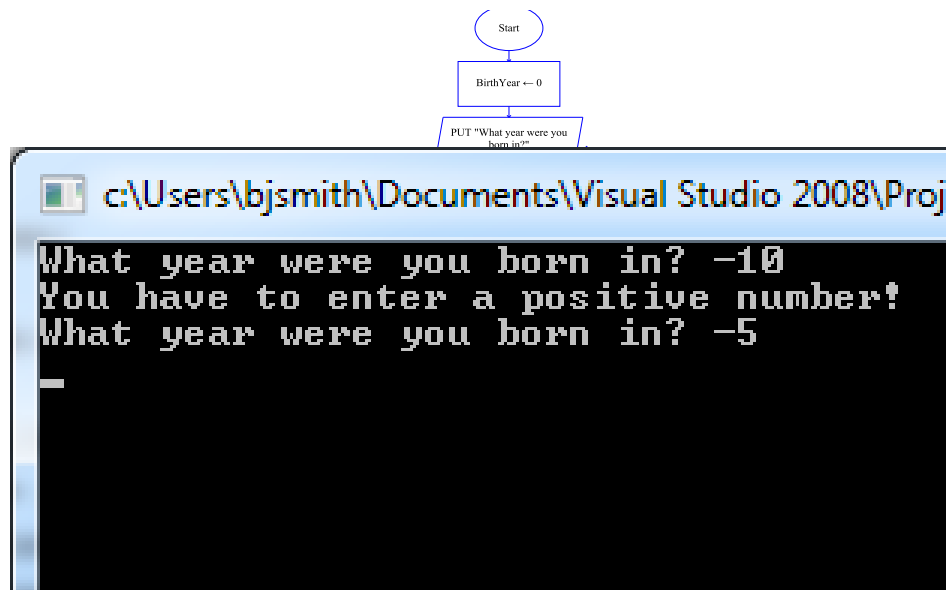 Start
BirthYear ← 0
PUT "What year were you
born in?"
c:\Users\bjsmith\Documents\Visual Studio 2008\Proj
What year were you born in? -10
You have to enter a positive number!
What year were you born in? -5